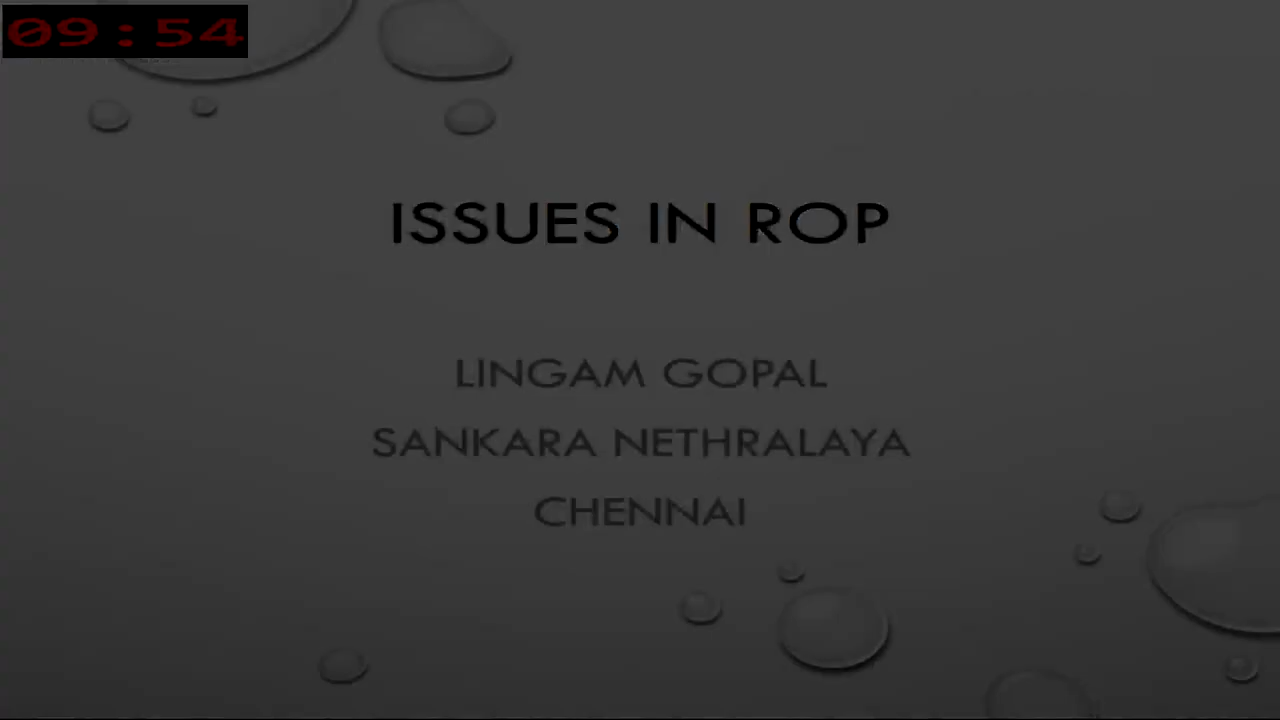 09:54
ISSUES IN ROP
LINGAM GOPAL
SANKARA NETHRALAYA
CHENNAI